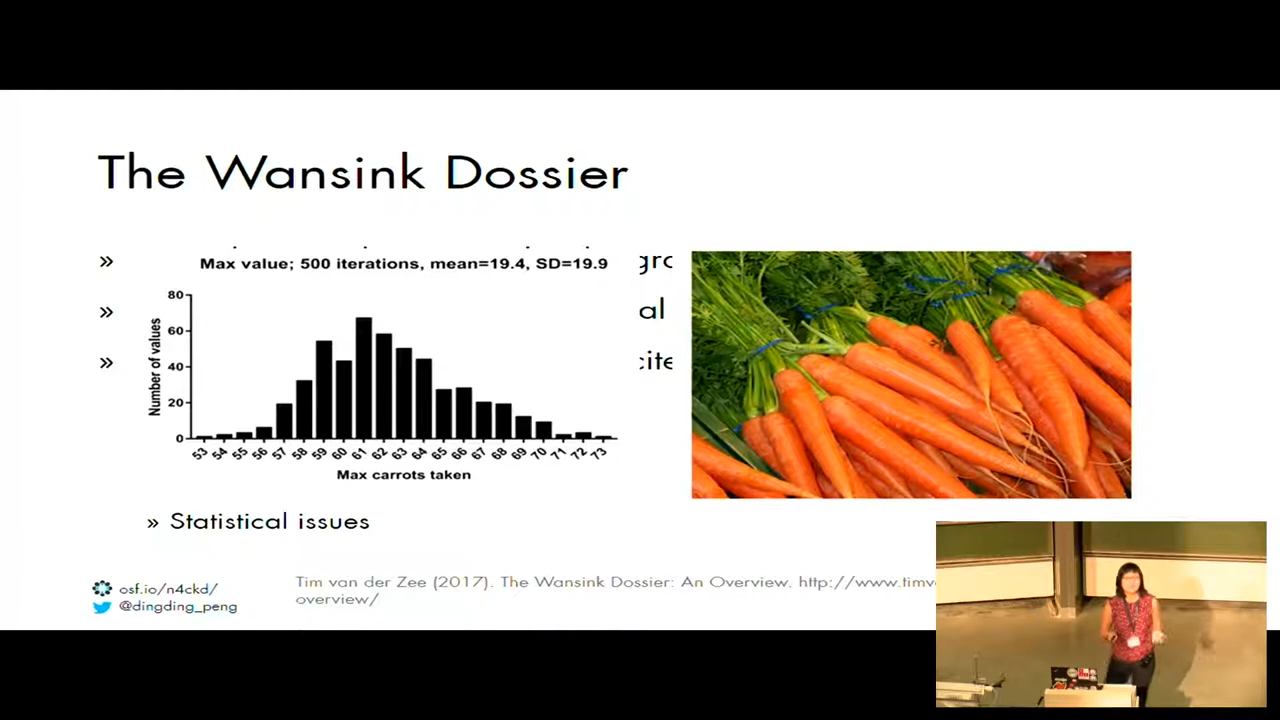 The Wansink Dossier
»
Max value; 500 iterations, mean=19.4, SD=19.9
»
»
Number of values
80
60
40
20
0
53 54 55 56 57 58 59 60 61 62 63 64 65 66 67 68 69 70 71 72 73
Max carrots taken
» Statistical issues
osf.io/n4ckd/
@dingding_peng
Tim van der Zee (2017). The Wansink Dossier: An Overview. http://www.timv
overview/